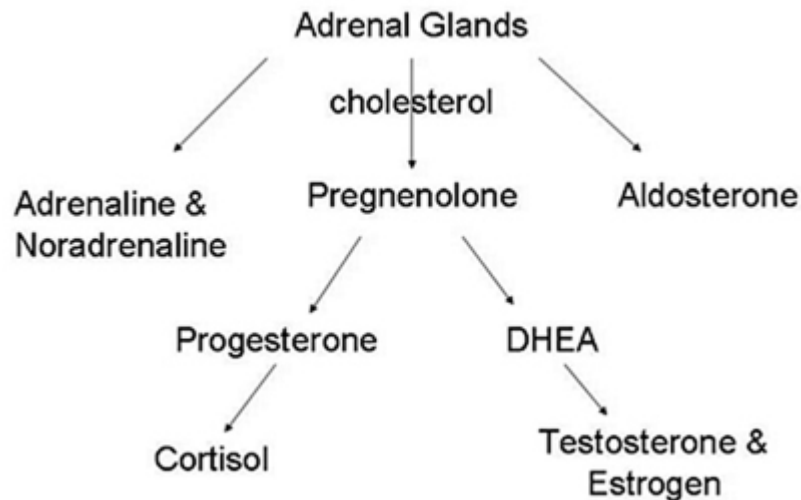 Adrenal Glands
cholesterol
Adrenaline &
Noradrenaline
Pregnenolone
Aldosterone
Progesterone
DHEA
Cortisol
Testosterone &
Estrogen